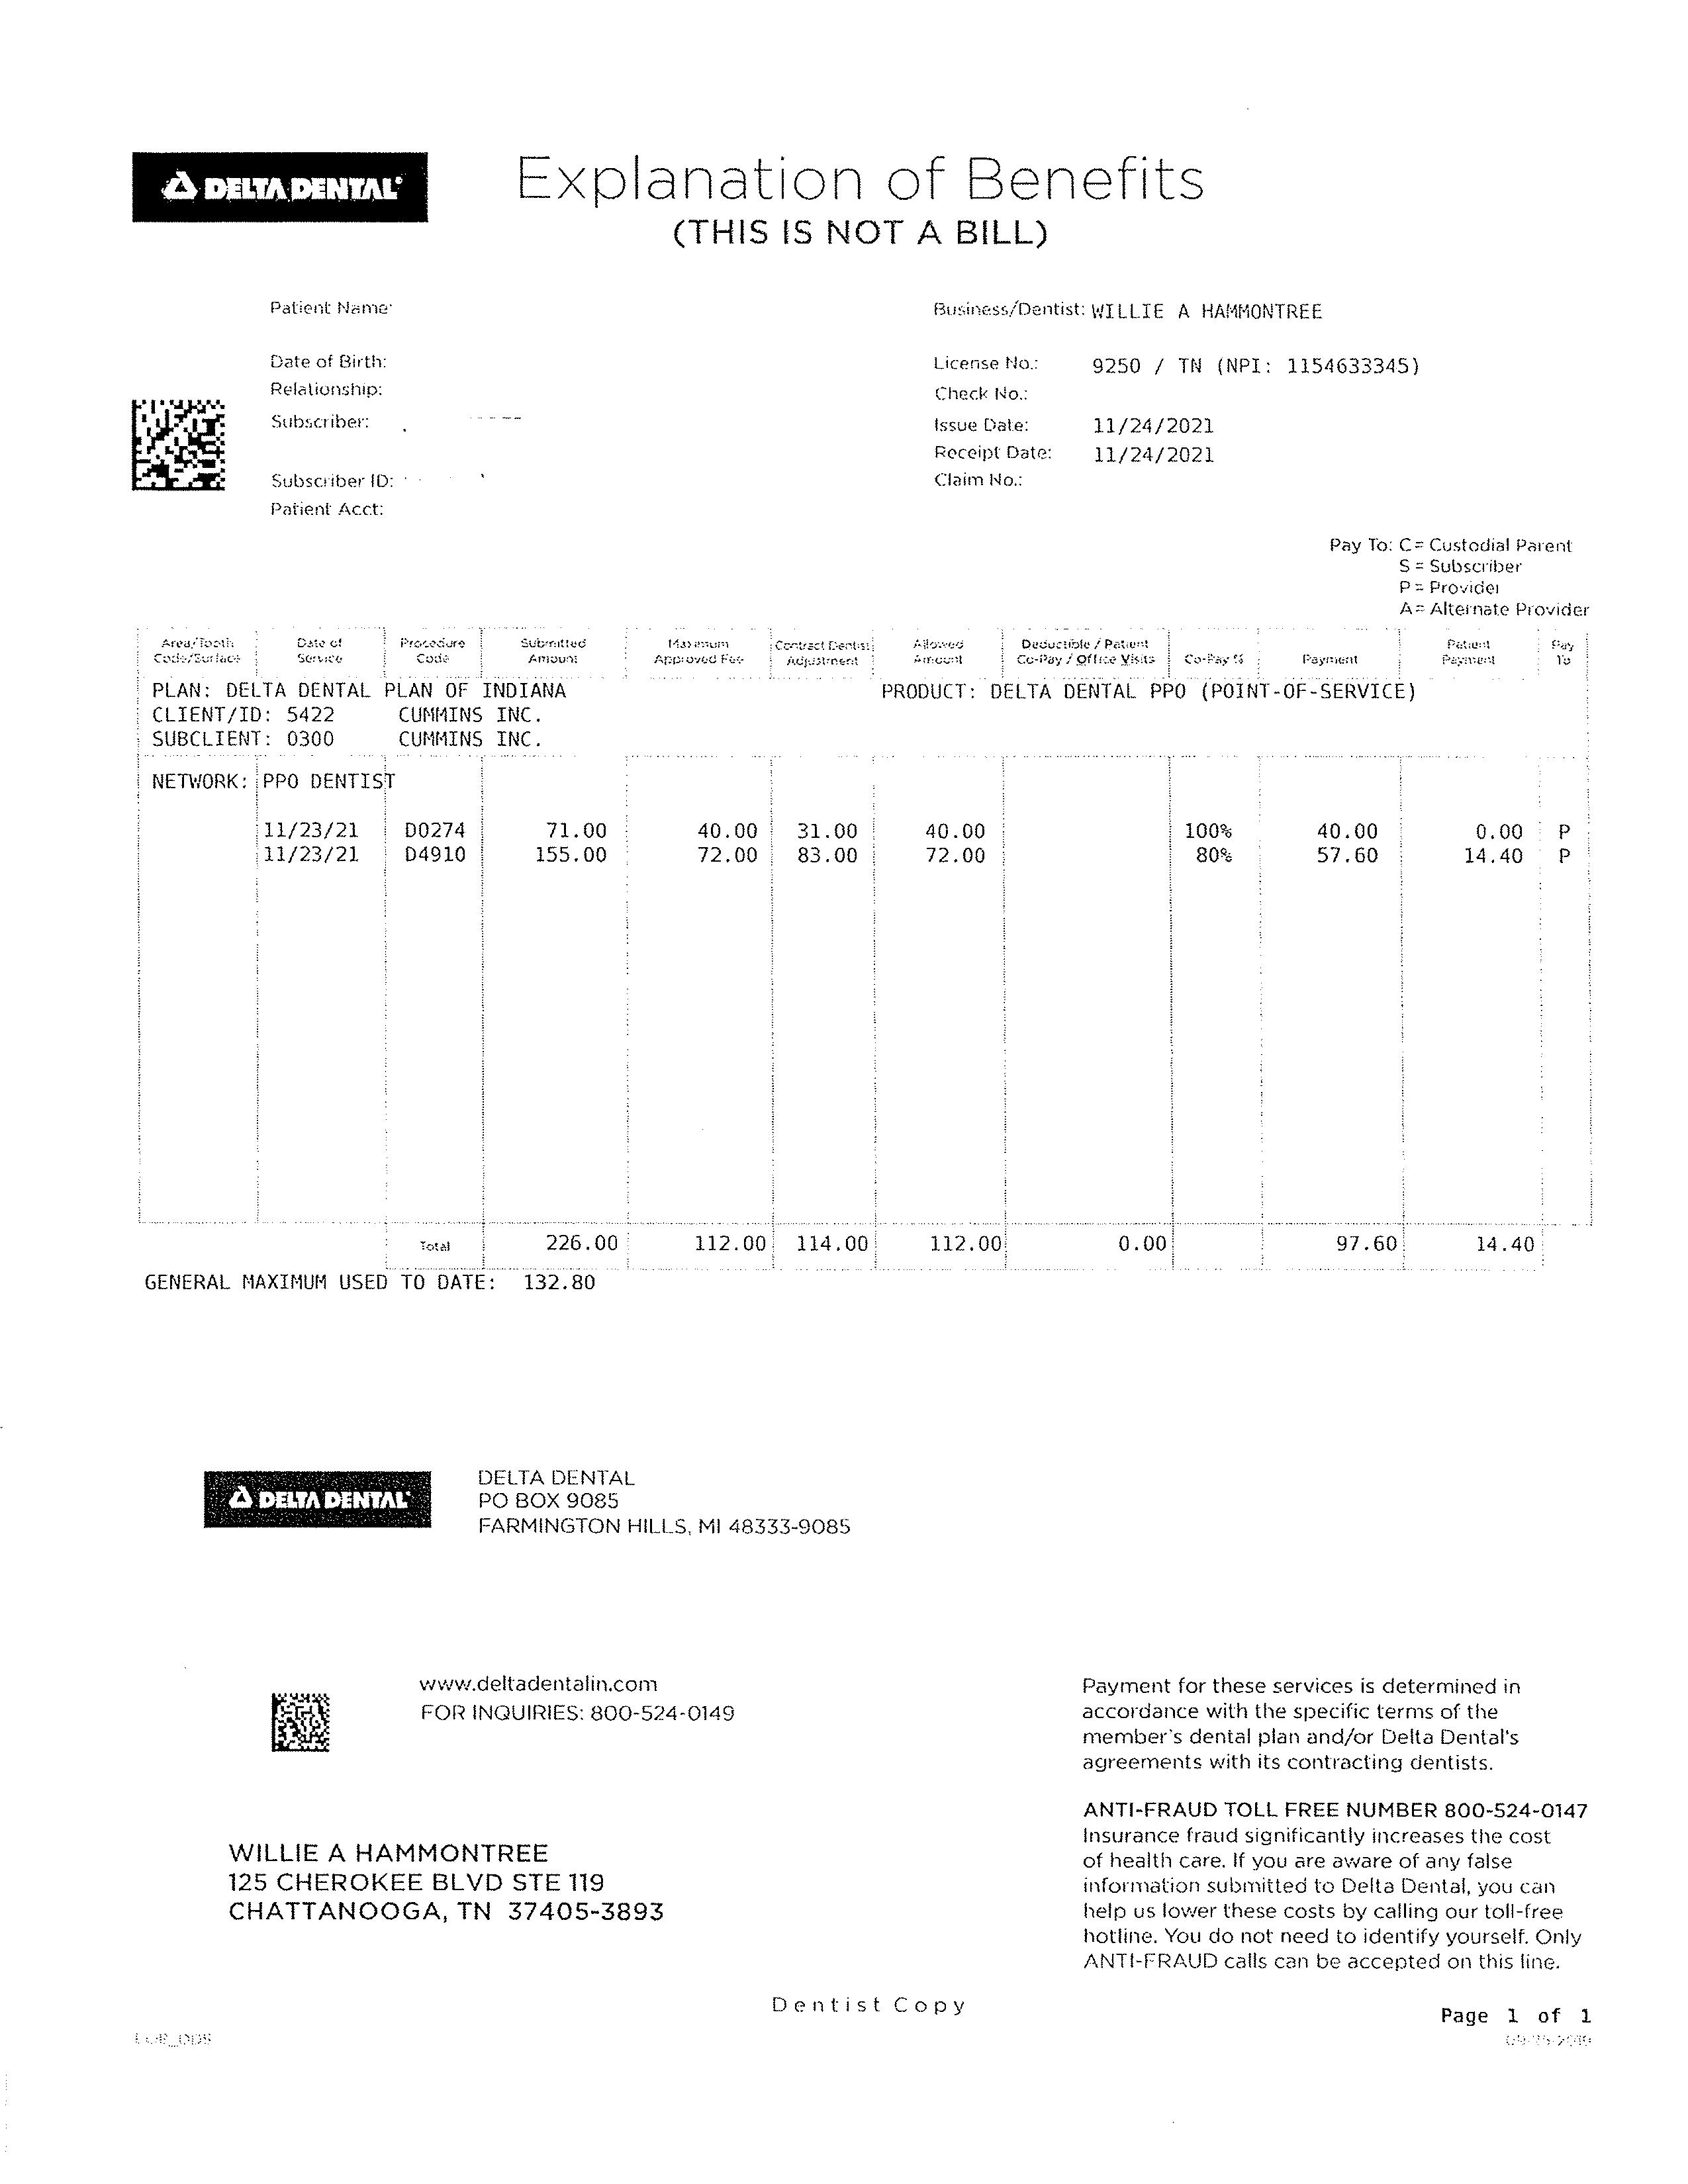 DELTA DENTAL
Explanation of Benefits
(THIS IS NOT A BILL)
Patient Name:
Business/Dentist: WILLIE A HAMMONTREE
Date of Birth:
License No.: 9250 / TN (NPI: 1154633345)
Relationship:
Check No.:
Subscriber:
Issue Date: 11/24/2021
Receipt Date: 11/24/2021
Subscriber ID:
Claim No.:
Patient Acct:
Pay To: C = Custodial Parent
S = Subscriber
P = Provider
A = Alternate Provider
Area/Tooth Date of Procedure Submitted Maximum Contract Dentist Allowed Deductible / Patient Patient Pay
Code/Surface Service Code Amount Approved Fee Adjustment Amount Co-Pay / Office Visits Co-Pay % Payment Payment To
PLAN: DELTA DENTAL PLAN OF INDIANA PRODUCT: DELTA DENTAL PPO (POINT-OF-SERVICE)
CLIENT/ID: 5422 CUMMINS INC.
SUBCLIENT: 0300 CUMMINS INC.
NETWORK: PPO DENTIST
11/23/21 D0274 71.00 40.00 31.00 40.00 100% 40.00 0.00 P
11/23/21 D4910 155.00 72.00 83.00 72.00 80% 57.60 14.40 P
Total 226.00 112.00 114.00 112.00 0.00 97.60 14.40
GENERAL MAXIMUM USED TO DATE: 132.80
DELTA DENTAL
DELTA DENTAL
PO BOX 9085
FARMINGTON HILLS, MI 48333-9085
www.deltadentalin.com
FOR INQUIRIES: 800-524-0149
Payment for these services is determined in
accordance with the specific terms of the
member's dental plan and/or Delta Dental's
agreements with its contracting dentists.
ANTI-FRAUD TOLL FREE NUMBER 800-524-0147
Insurance fraud significantly increases the cost
of health care. If you are aware of any false
information submitted to Delta Dental, you can
help us lower these costs by calling our toll-free
hotline. You do not need to identify yourself. Only
ANTI-FRAUD calls can be accepted on this line.
WILLIE A HAMMONTREE
125 CHEROKEE BLVD STE 119
CHATTANOOGA, TN 37405-3893
Dentist Copy
Page 1 of 1